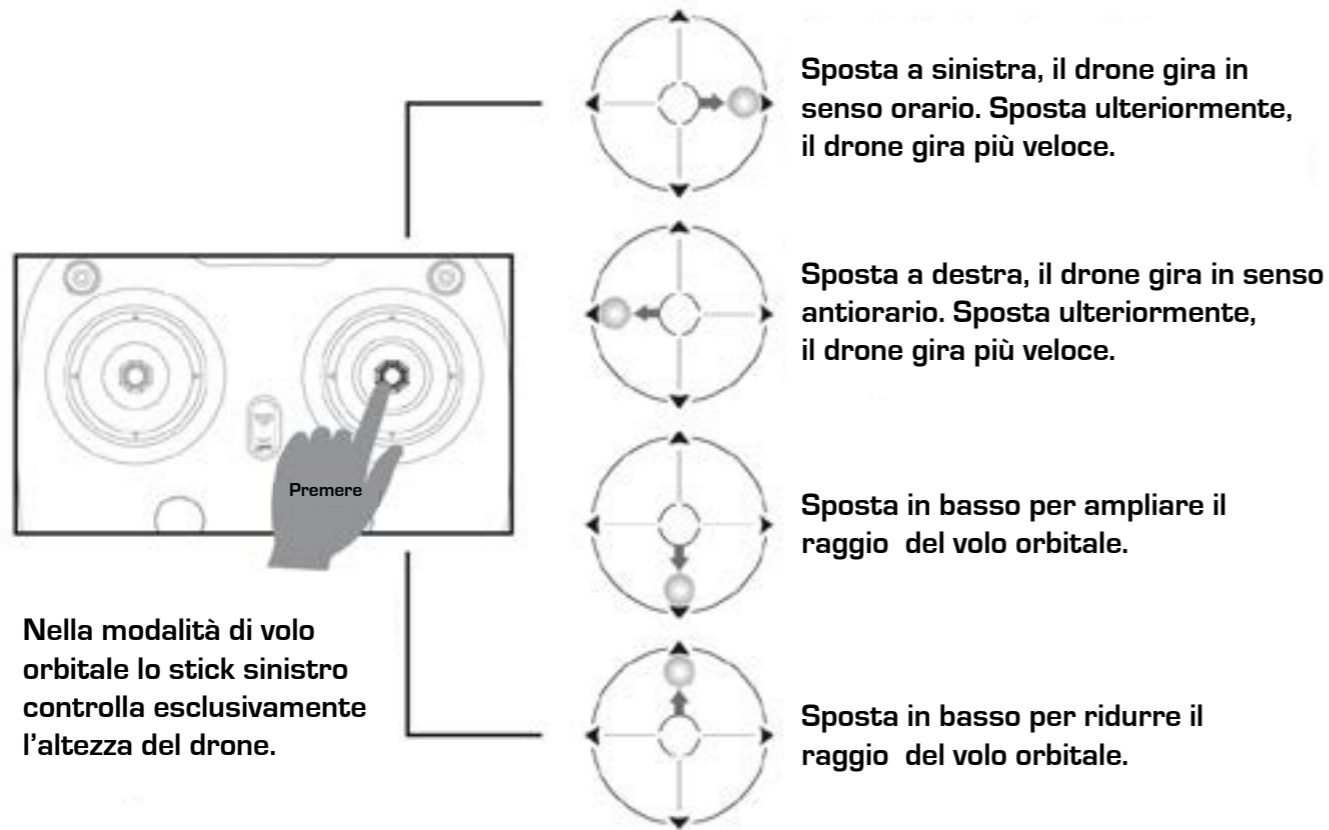 Sposta a sinistra, il drone gira in
senso orario. Sposta ulteriormente,
il drone gira più veloce.
Sposta a destra, il drone gira in senso
antiorario. Sposta ulteriormente,
il drone gira più veloce.
Premere
Sposta in basso per ampliare il
raggio del volo orbitale.
Nella modalità di volo
orbitale lo stick sinistro
controlla esclusivamente
l'altezza del drone.
Sposta in basso per ridurre il
raggio del volo orbitale.